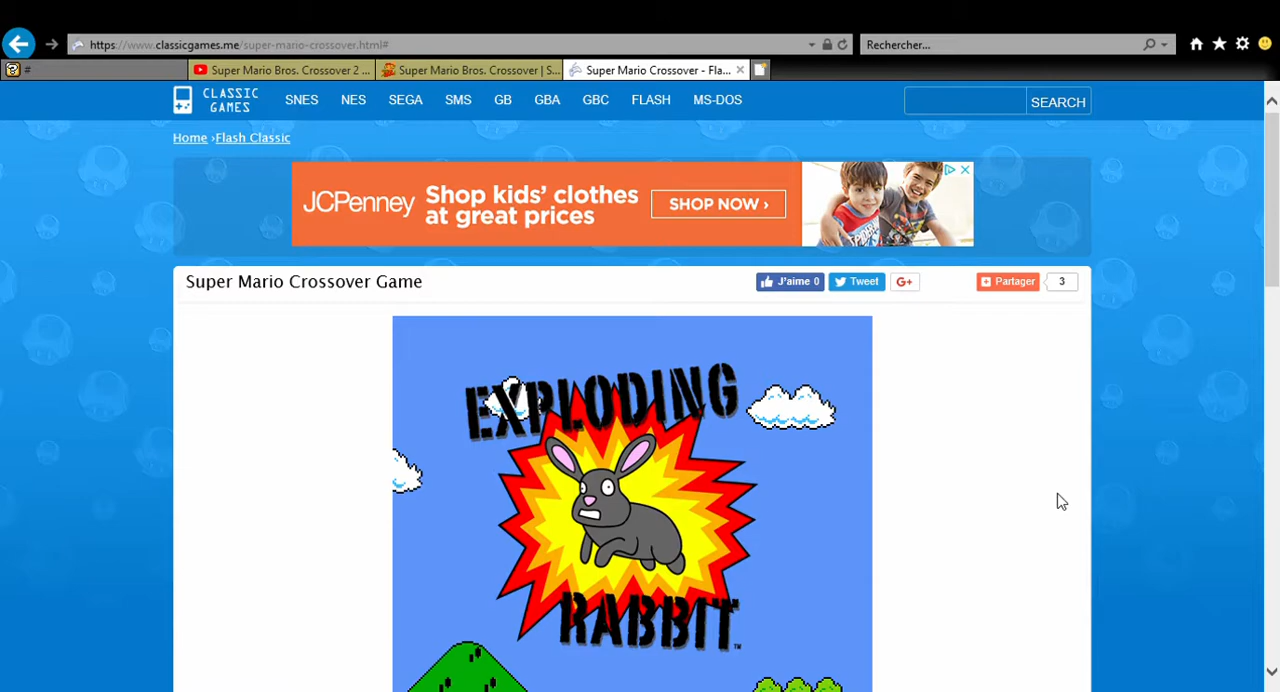 https://www.classicgames.me/super-mario-crossover.html#
Rechercher...
#
Super Mario Bros. Crossover 2 ...
Super Mario Bros. Crossover | S...
Super Mario Crossover - Fla...
CLASSIC GAMES
SNES NES SEGA SMS GB GBA GBC FLASH MS-DOS
SEARCH
Home ›Flash Classic
JCPenney
Shop kids' clothes
at great prices
SHOP NOW ›
Super Mario Crossover Game
J'aime 0
Tweet
G+
Partager
3
EXPLODING
RABBIT™